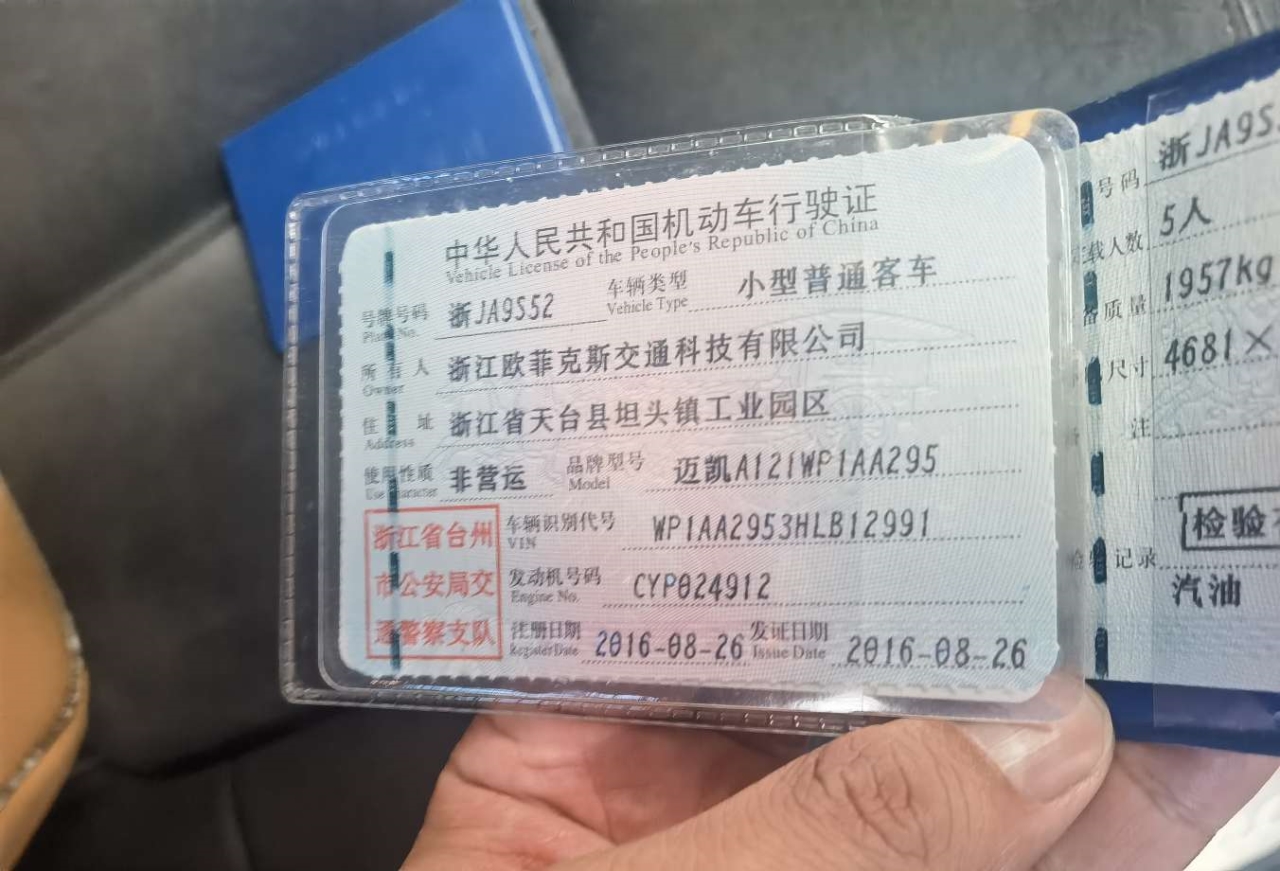 中华人民共和国机动车行驶证
Vehicle License of the People's Republic of China
号牌号码 浙JA9S52 车辆类型 小型普通客车
Plate No. Vehicle Type
所有人 浙江欧菲克斯交通科技有限公司
Owner
住址 浙江省天台县坦头镇工业园区
Address
使用性质 非营运 品牌型号 迈凯A121WP1AA295
Use Character Model
浙江省台州
市公安局交
通警察支队
车辆识别代号 WP1AA2953HLB12991
VIN
发动机号码 CYP024912
Engine No.
注册日期 2016-08-26 发证日期 2016-08-26
Register Date Issue Date
号码 浙JA9S
载人数 5人
质量 1957kg
尺寸 4681×
注
检验
记录
汽油